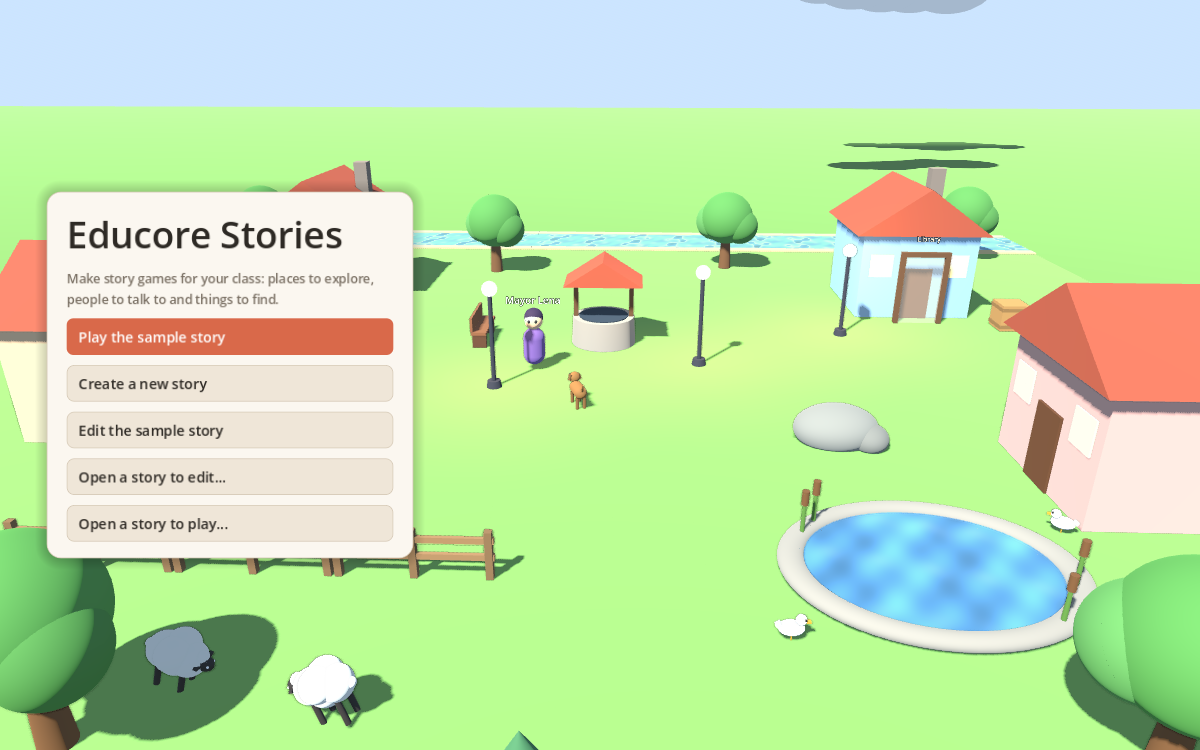 Educore Stories
Make story games for your class: places to explore,
people to talk to and things to find.
Play the sample story
Create a new story
Edit the sample story
Open a story to edit...
Open a story to play...
Mayor Lena
Library